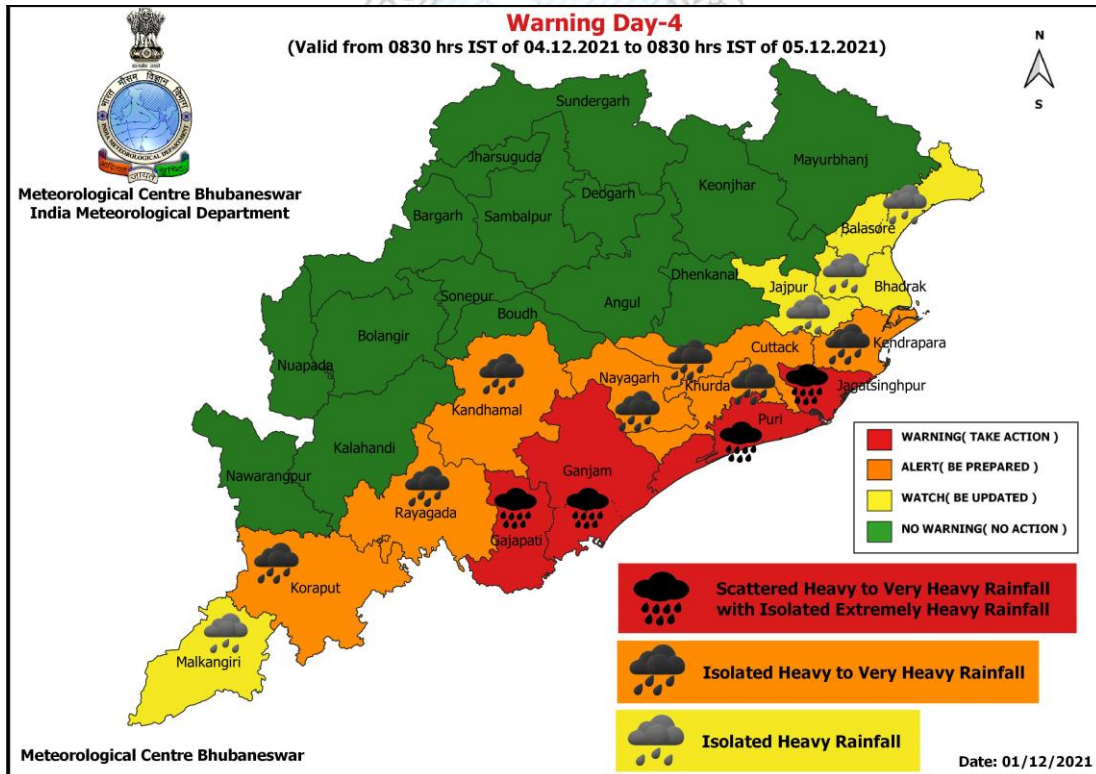 Warning Day-4
(Valid from 0830 hrs IST of 04.12.2021 to 0830 hrs IST of 05.12.2021)
N
S
भारत मौसम विज्ञान विभाग
INDIA METEOROLOGICAL DEPARTMENT
Meteorological Centre Bhubaneswar
India Meteorological Department
Sundergarh
Jharsuguda
Mayurbhanj
Keonjhar
Deogarh
Bargarh
Sambalpur
Balasore
Dhenkanal
Jajpur
Bhadrak
Sonepur
Angul
Boudh
Bolangir
Cuttack
Kendrapara
Nuapada
Nayagarh
Khurda
Jagatsinghpur
Kandhamal
Puri
Kalahandi
Nawarangpur
Ganjam
Rayagada
Gajapati
Koraput
Malkangiri
WARNING( TAKE ACTION )
ALERT( BE PREPARED )
WATCH( BE UPDATED )
NO WARNING( NO ACTION )
Scattered Heavy to Very Heavy Rainfall
with Isolated Extremely Heavy Rainfall
Isolated Heavy to Very Heavy Rainfall
Isolated Heavy Rainfall
Meteorological Centre Bhubaneswar
Date: 01/12/2021